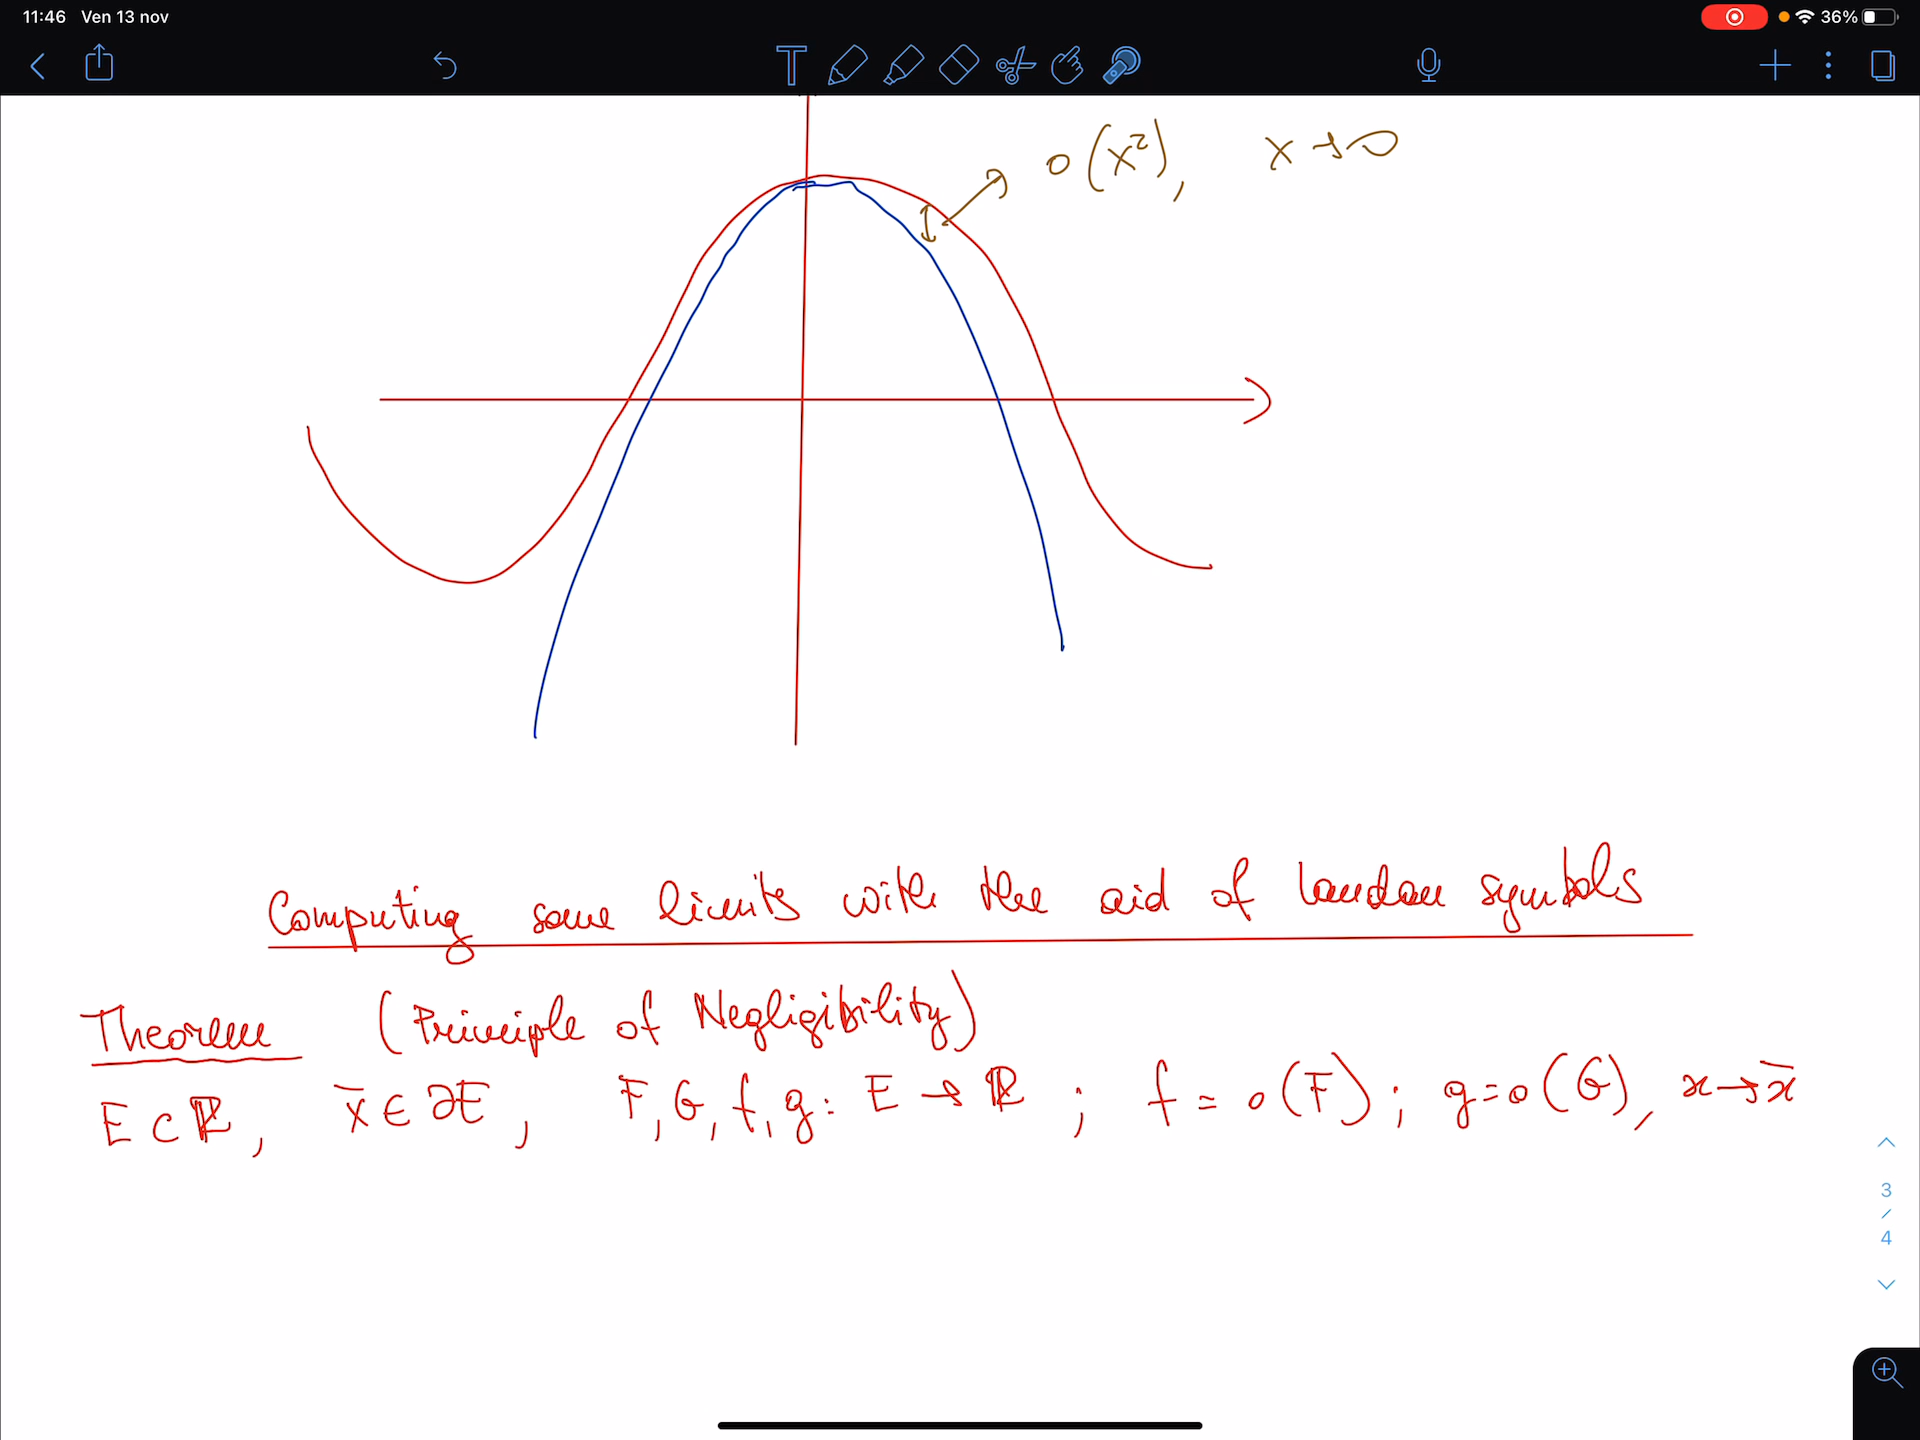 11:46 Ven 13 nov 36%
o(x²), x→0
Computing some limits with the aid of Landau symbols
Theorem (Principle of Negligibility)
E⊂ℝ, x̄∈∂E, F,G,f,g: E→ℝ; f=o(F); g=o(G), x→x̄
3
/
4